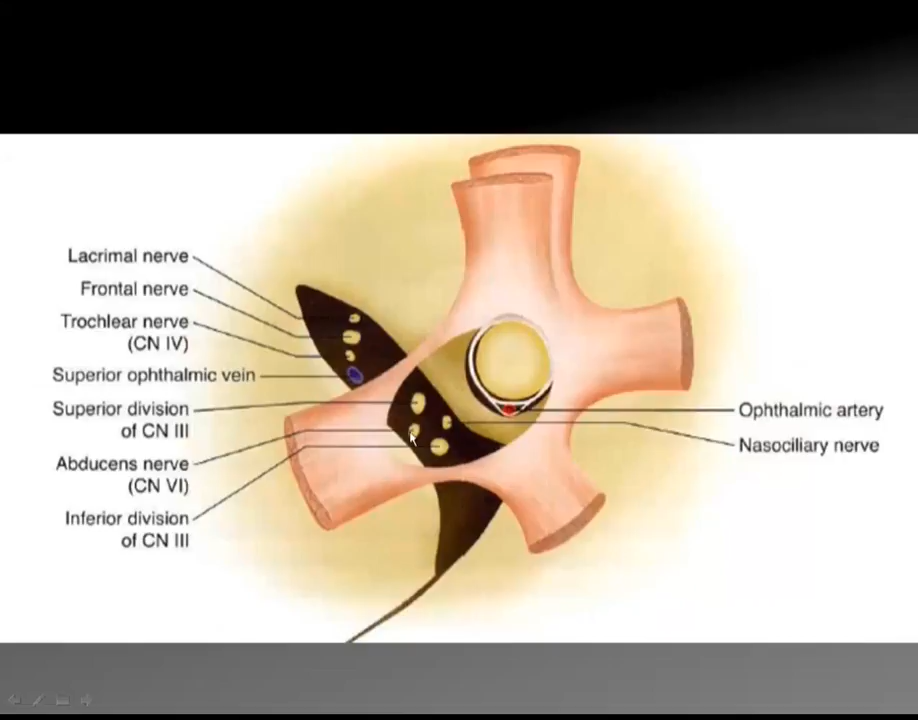 Lacrimal nerve
Frontal nerve
Trochlear nerve
(CN IV)
Superior ophthalmic vein
Superior division
of CN III
Abducens nerve
(CN VI)
Inferior division
of CN III
Ophthalmic artery
Nasociliary nerve